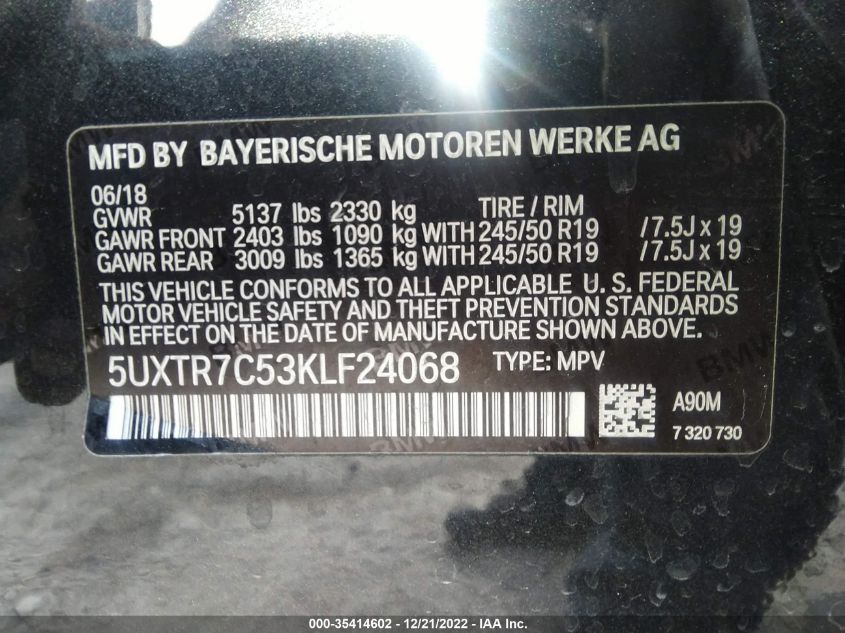 MFD BY BAYERISCHE MOTOREN WERKE AG
06/18 TIRE / RIM
GVWR 5137 lbs 2330 kg
GAWR FRONT 2403 lbs 1090 kg WITH 245/50 R19 /7.5J x 19
GAWR REAR 3009 lbs 1365 kg WITH 245/50 R19 /7.5J x 19
THIS VEHICLE CONFORMS TO ALL APPLICABLE U. S. FEDERAL
MOTOR VEHICLE SAFETY AND THEFT PREVENTION STANDARDS
IN EFFECT ON THE DATE OF MANUFACTURE SHOWN ABOVE.
5UXTR7C53KLF24068 TYPE: MPV
A90M
7 320 730
000-35414602 - 12/21/2022 - IAA Inc.